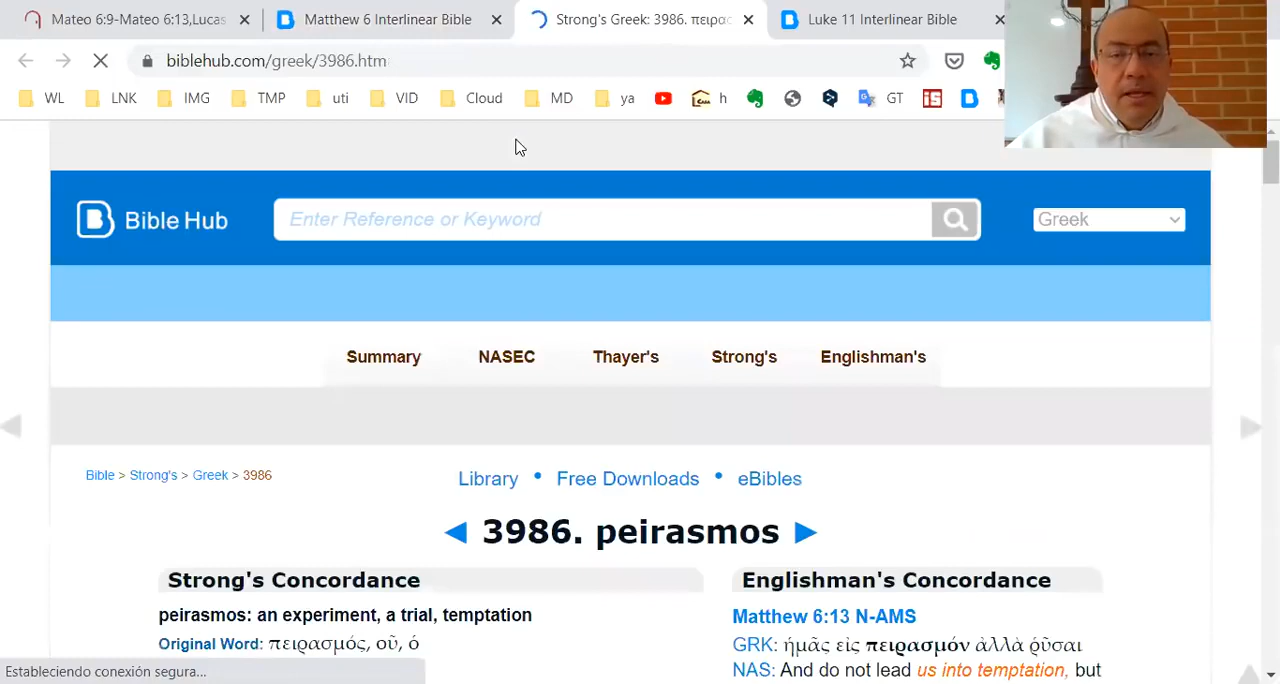 Mateo 6:9-Mateo 6:13,Lucas
Matthew 6 Interlinear Bible
Strong's Greek: 3986. πειρας
Luke 11 Interlinear Bible
biblehub.com/greek/3986.htm
WL LNK IMG TMP uti VID Cloud MD ya h GT
Bible Hub
Enter Reference or Keyword
Greek
Summary NASEC Thayer's Strong's Englishman's
Bible > Strong's > Greek > 3986
Library • Free Downloads • eBibles
◄ 3986. peirasmos ►
Strong's Concordance
peirasmos: an experiment, a trial, temptation
Original Word: πειρασμός, οῦ, ὁ
Englishman's Concordance
Matthew 6:13 N-AMS
GRK: ἡμᾶς εἰς πειρασμόν ἀλλὰ ῥῦσαι
NAS: And do not lead us into temptation, but
Estableciendo conexión segura...